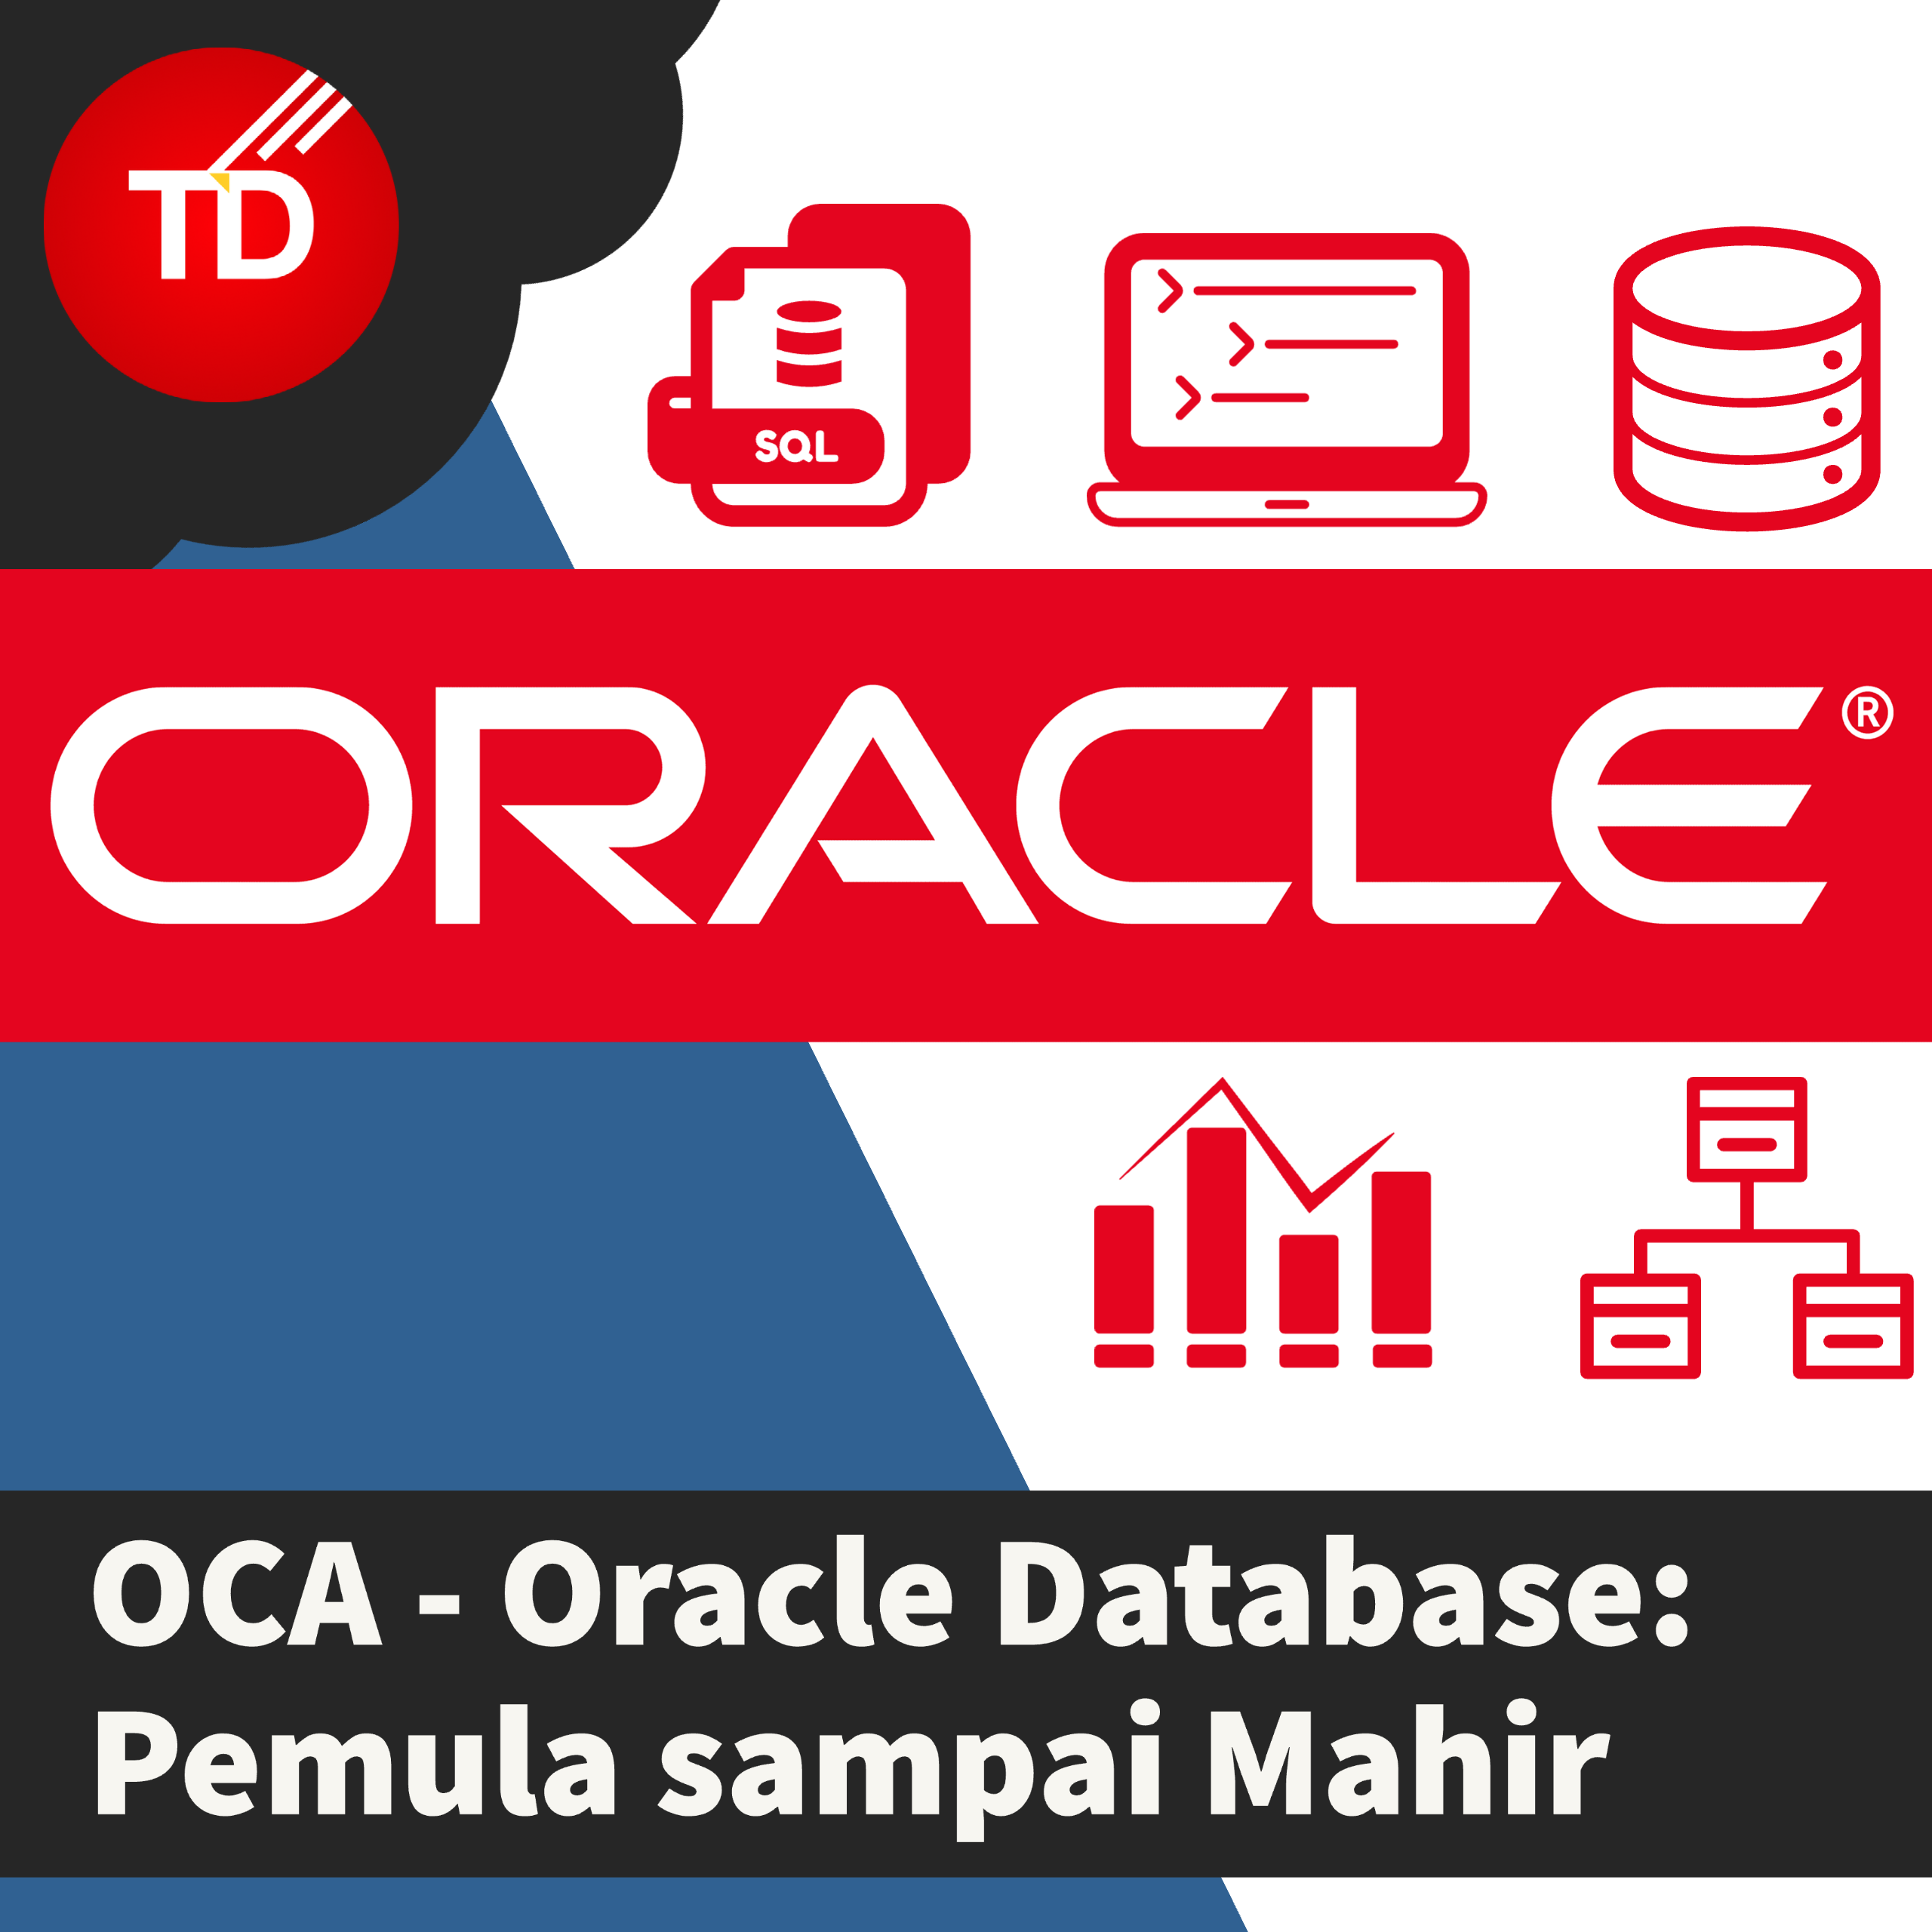 TD
SQL
ORACLE®
OCA - Oracle Database:
Pemula sampai Mahir